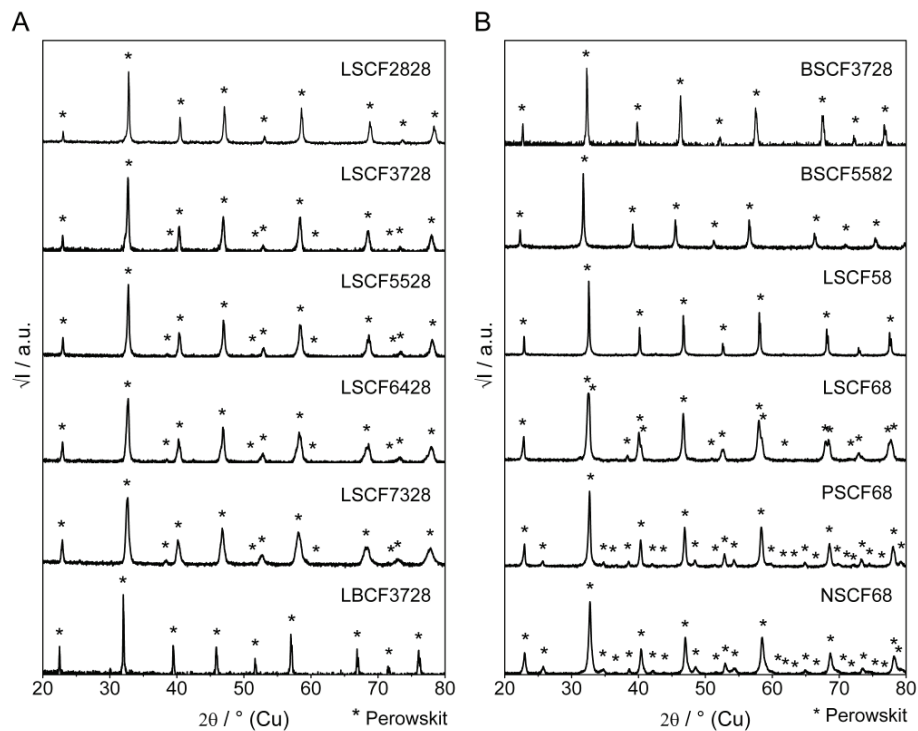 A
B
LSCF2828
LSCF3728
LSCF5528
LSCF6428
LSCF7328
LBCF3728
√I / a.u.
20 30 40 50 60 70 80
2θ / ° (Cu)
* Perowskit
BSCF3728
BSCF5582
LSCF58
LSCF68
PSCF68
NSCF68
√I / a.u.
20 30 40 50 60 70 80
2θ / ° (Cu)
* Perowskit